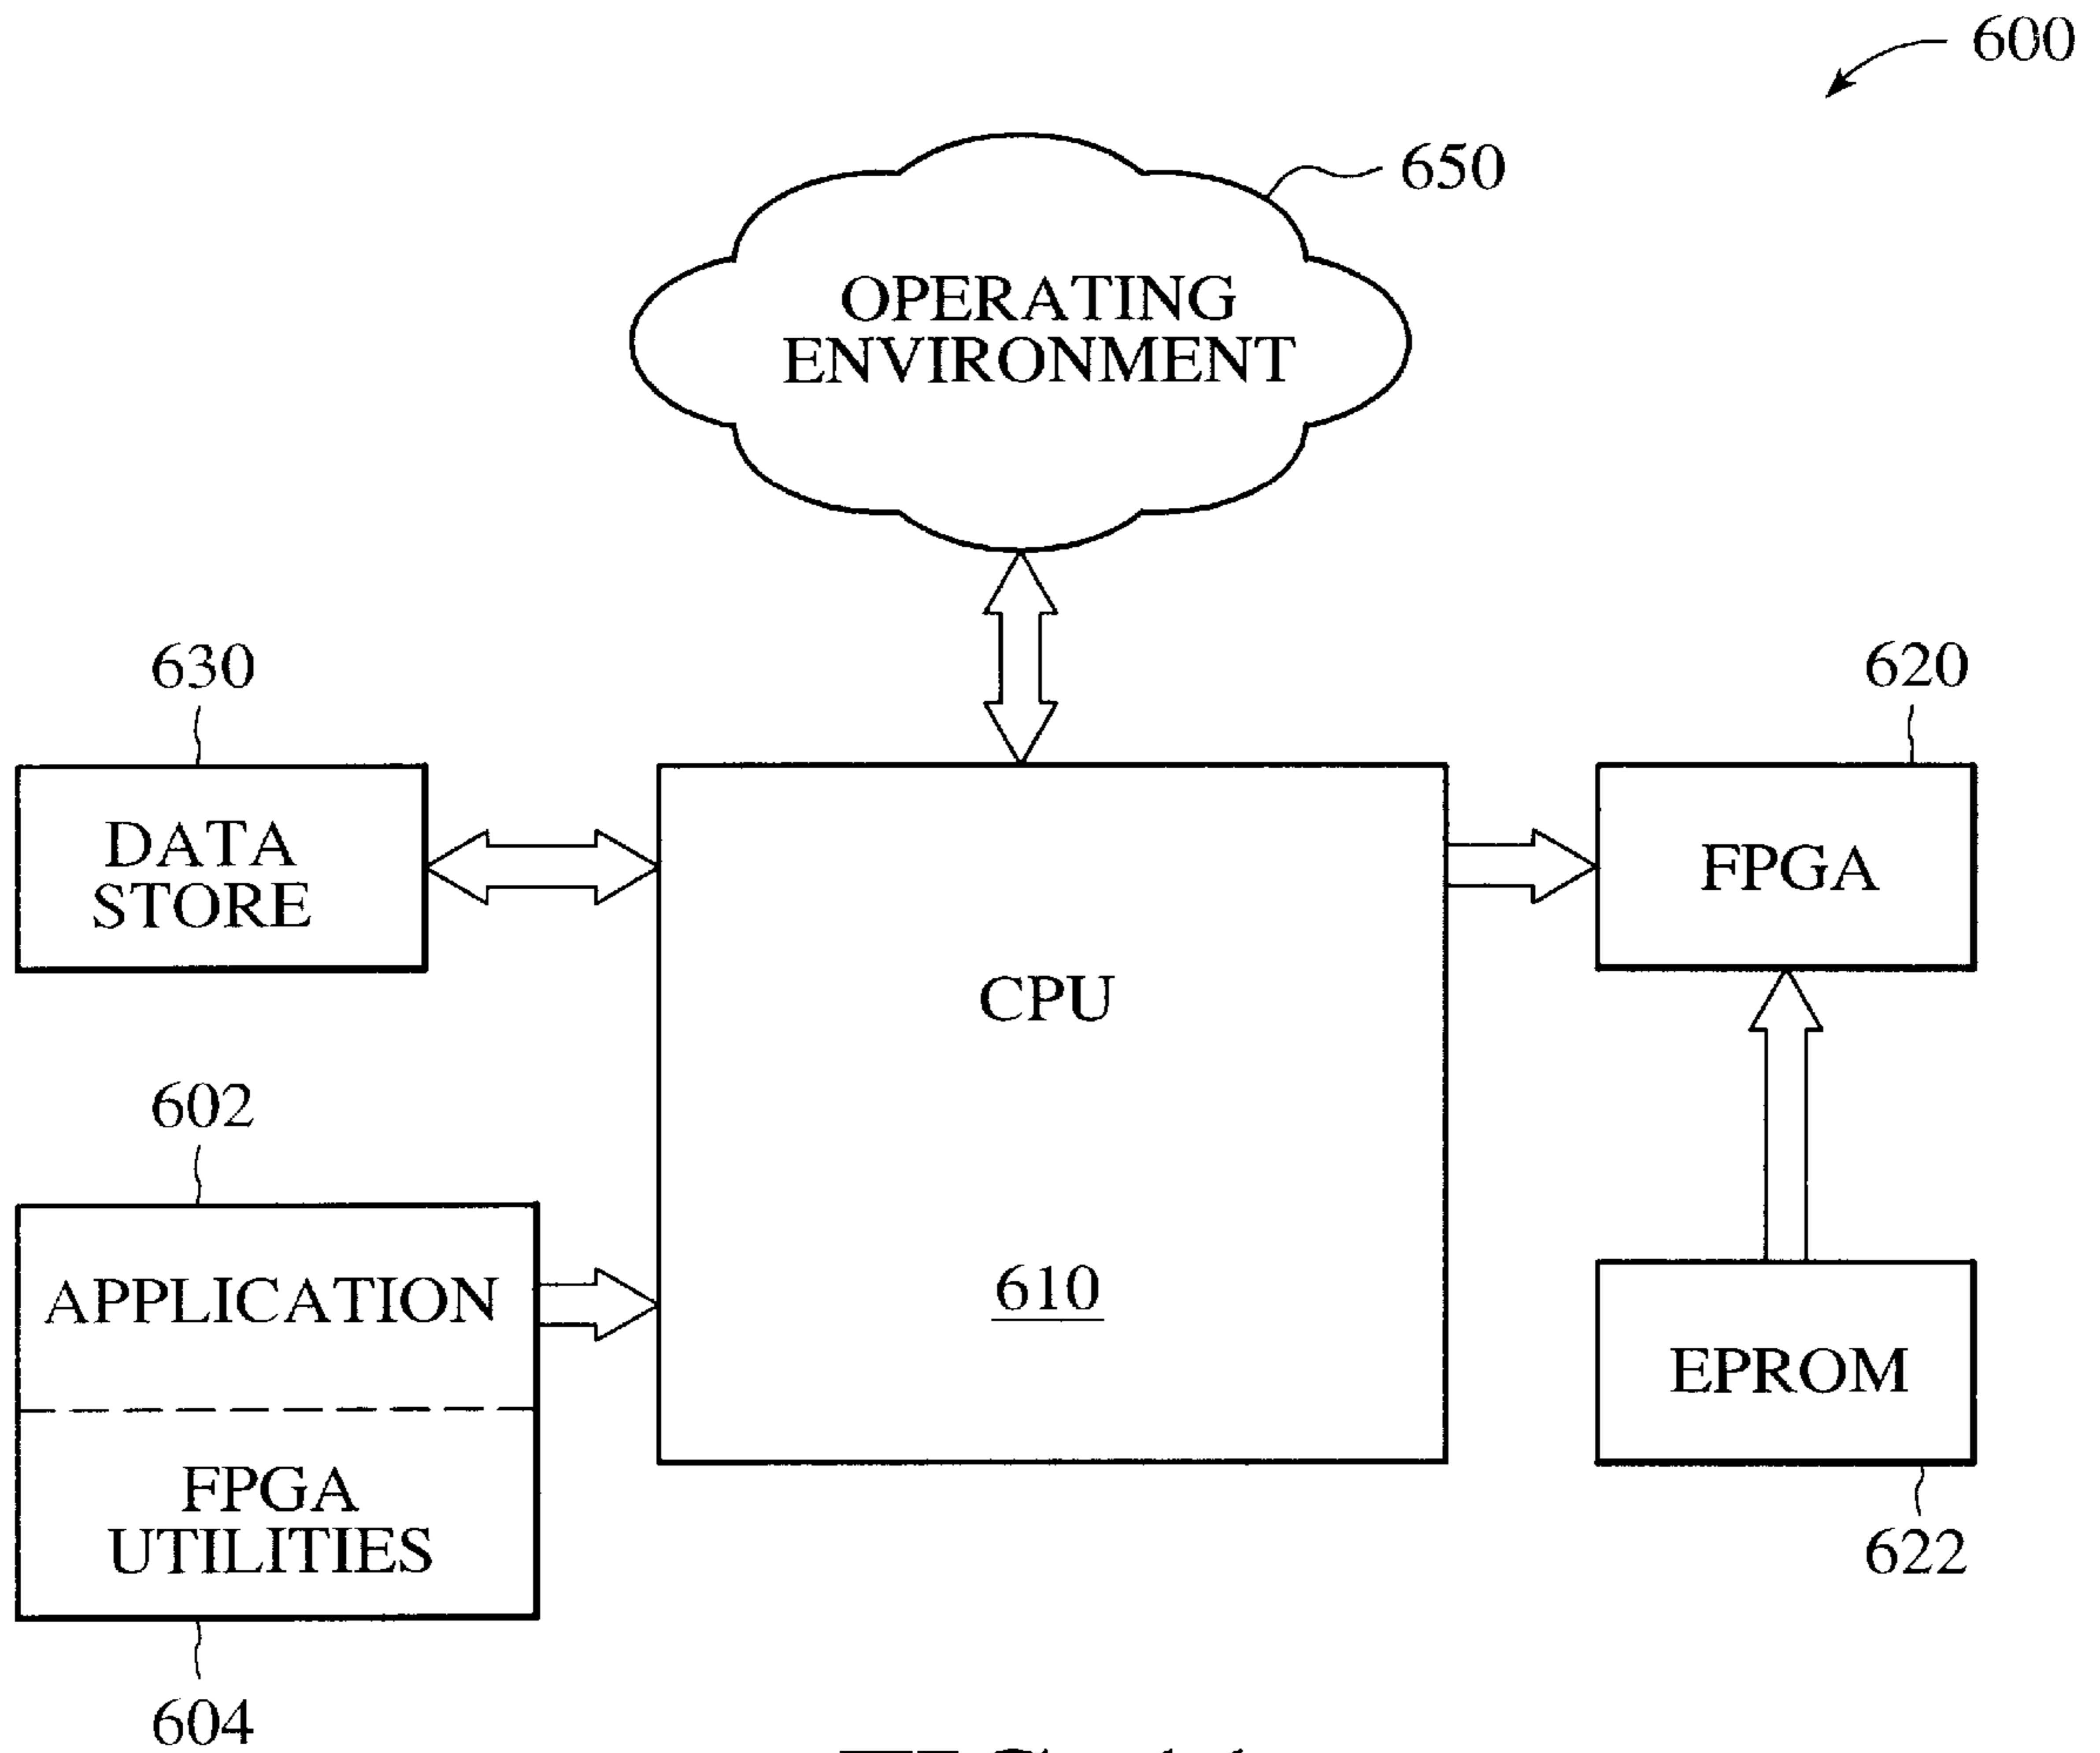 600
650
OPERATING
ENVIRONMENT
630
620
DATA
STORE
FPGA
CPU
602
610
APPLICATION
EPROM
FPGA
UTILITIES
622
604